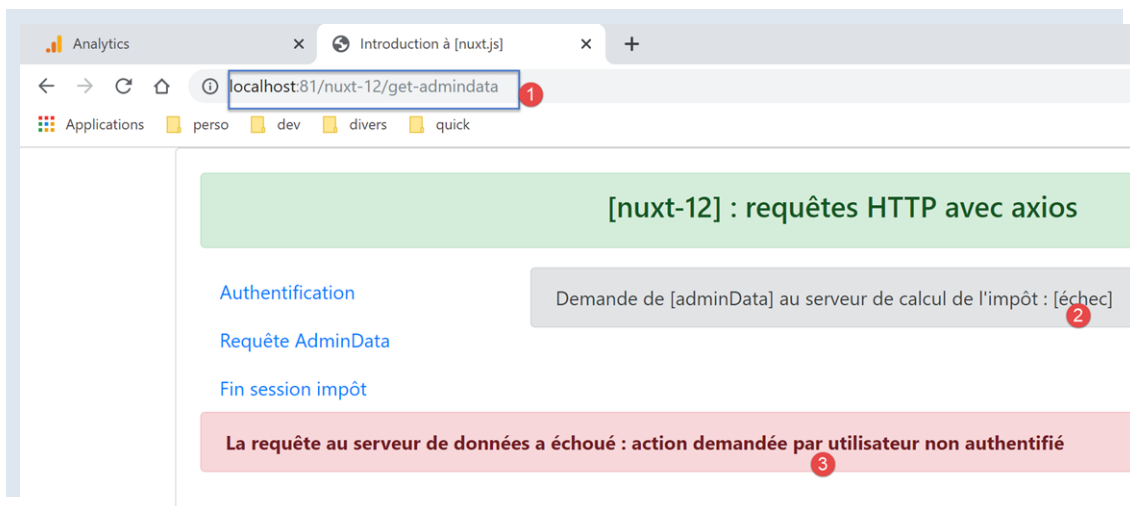 Analytics
Introduction à [nuxt.js]
localhost:81/nuxt-12/get-admindata
1
Applications perso dev divers quick
[nuxt-12] : requêtes HTTP avec axios
Authentification
Demande de [adminData] au serveur de calcul de l'impôt : [échec]
2
Requête AdminData
Fin session impôt
La requête au serveur de données a échoué : action demandée par utilisateur non authentifié
3